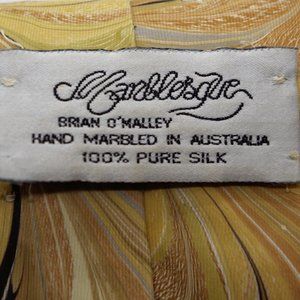 Marblesque
BRIAN O'MALLEY
HAND MARBLED IN AUSTRALIA
100% PURE SILK